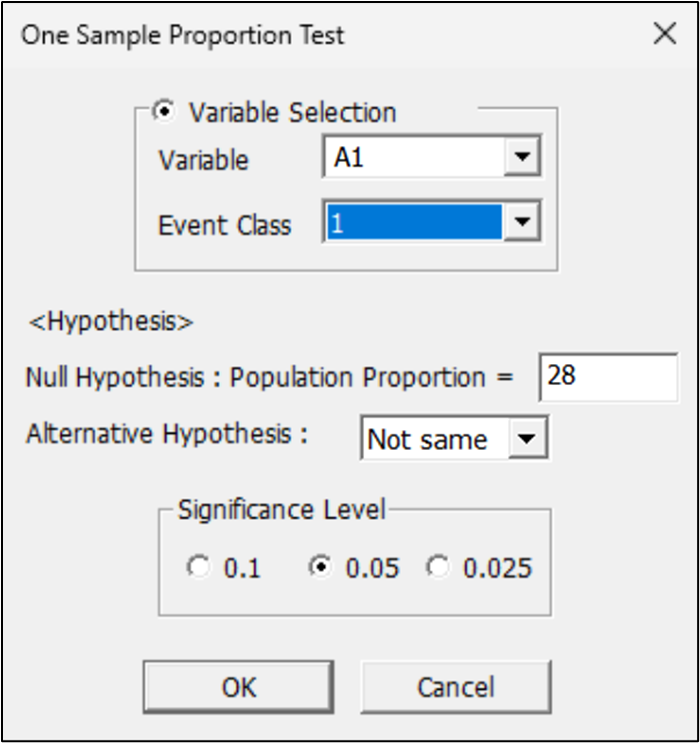 One Sample Proportion Test
Variable Selection
Variable A1
Event Class 1
<Hypothesis>
Null Hypothesis : Population Proportion = 28
Alternative Hypothesis : Not same
Significance Level
0.1 0.05 0.025
OK Cancel